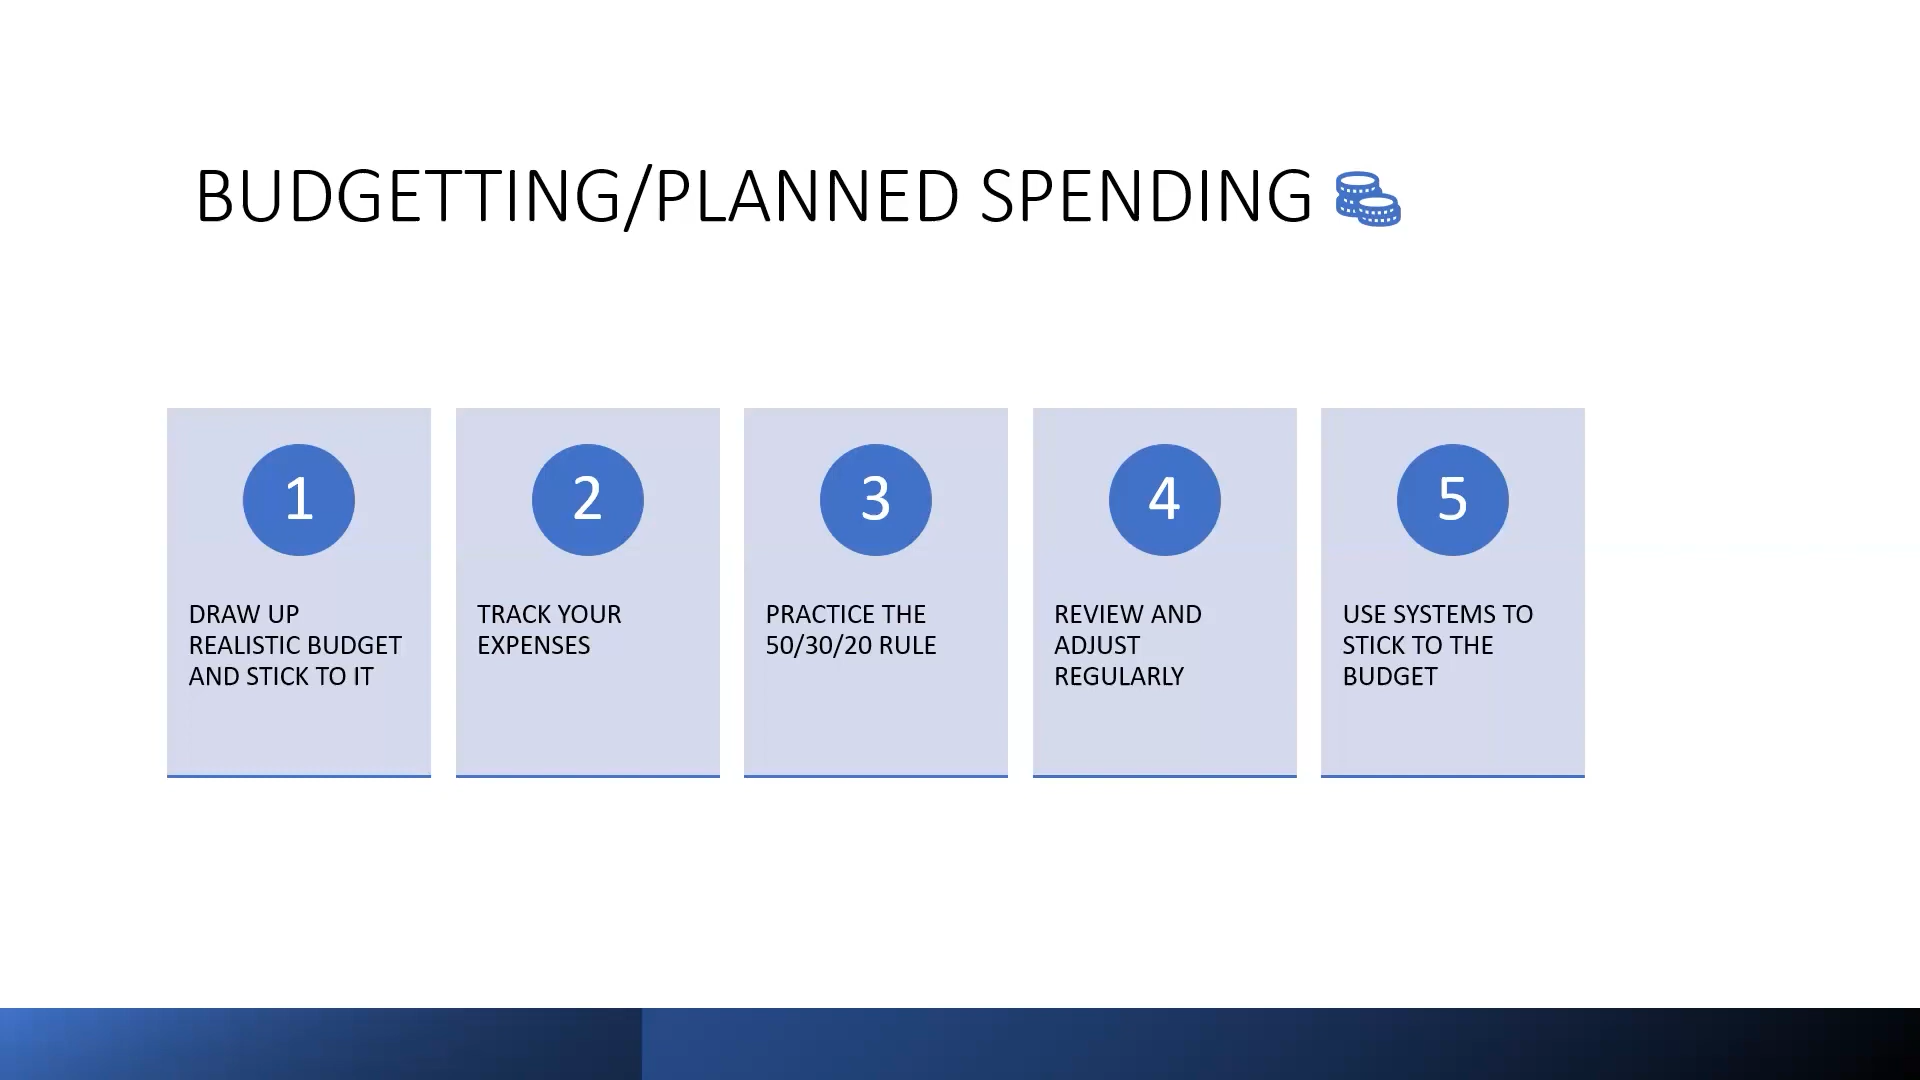 BUDGETTING/PLANNED SPENDING
1
DRAW UP
REALISTIC BUDGET
AND STICK TO IT
2
TRACK YOUR
EXPENSES
3
PRACTICE THE
50/30/20 RULE
4
REVIEW AND
ADJUST
REGULARLY
5
USE SYSTEMS TO
STICK TO THE
BUDGET